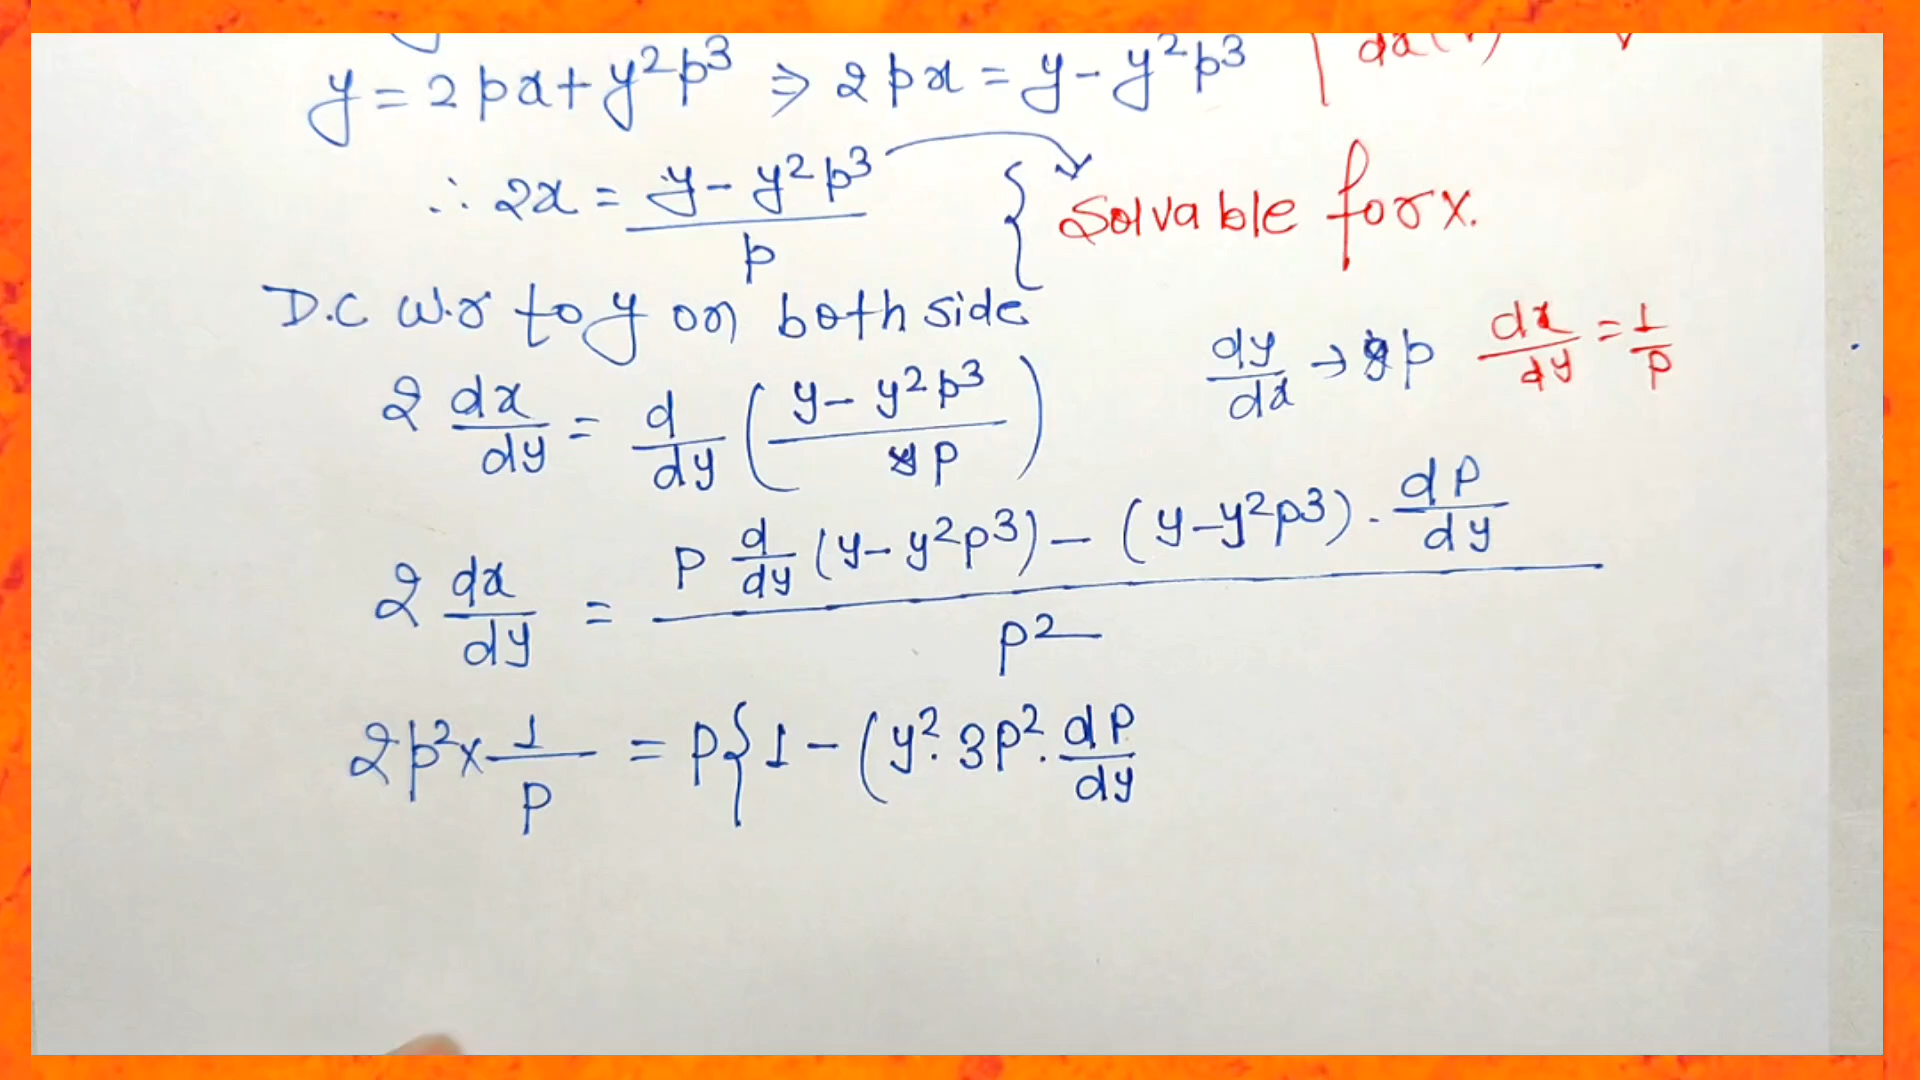 y = 2px + y²p³ ⇒ 2px = y - y²p³
∴ 2x = (y - y²p³)/p { Solvable for x.
D.C w.r to y on both side
dy/dx → p dx/dy = 1/p
2 dx/dy = d/dy ((y - y²p³)/p)
2 dx/dy = (p d/dy (y - y²p³) - (y - y²p³) . dp/dy)/p²
2p² × 1/p = p{1 - (y². 3p². dp/dy